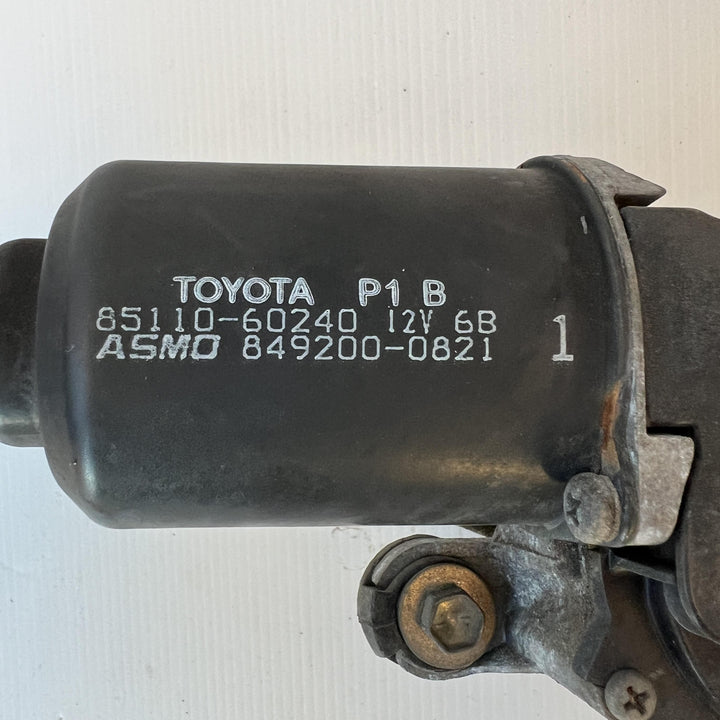 TOYOTA P1 B
85110-60240 12V 6B
ASMO 849200-0821 1